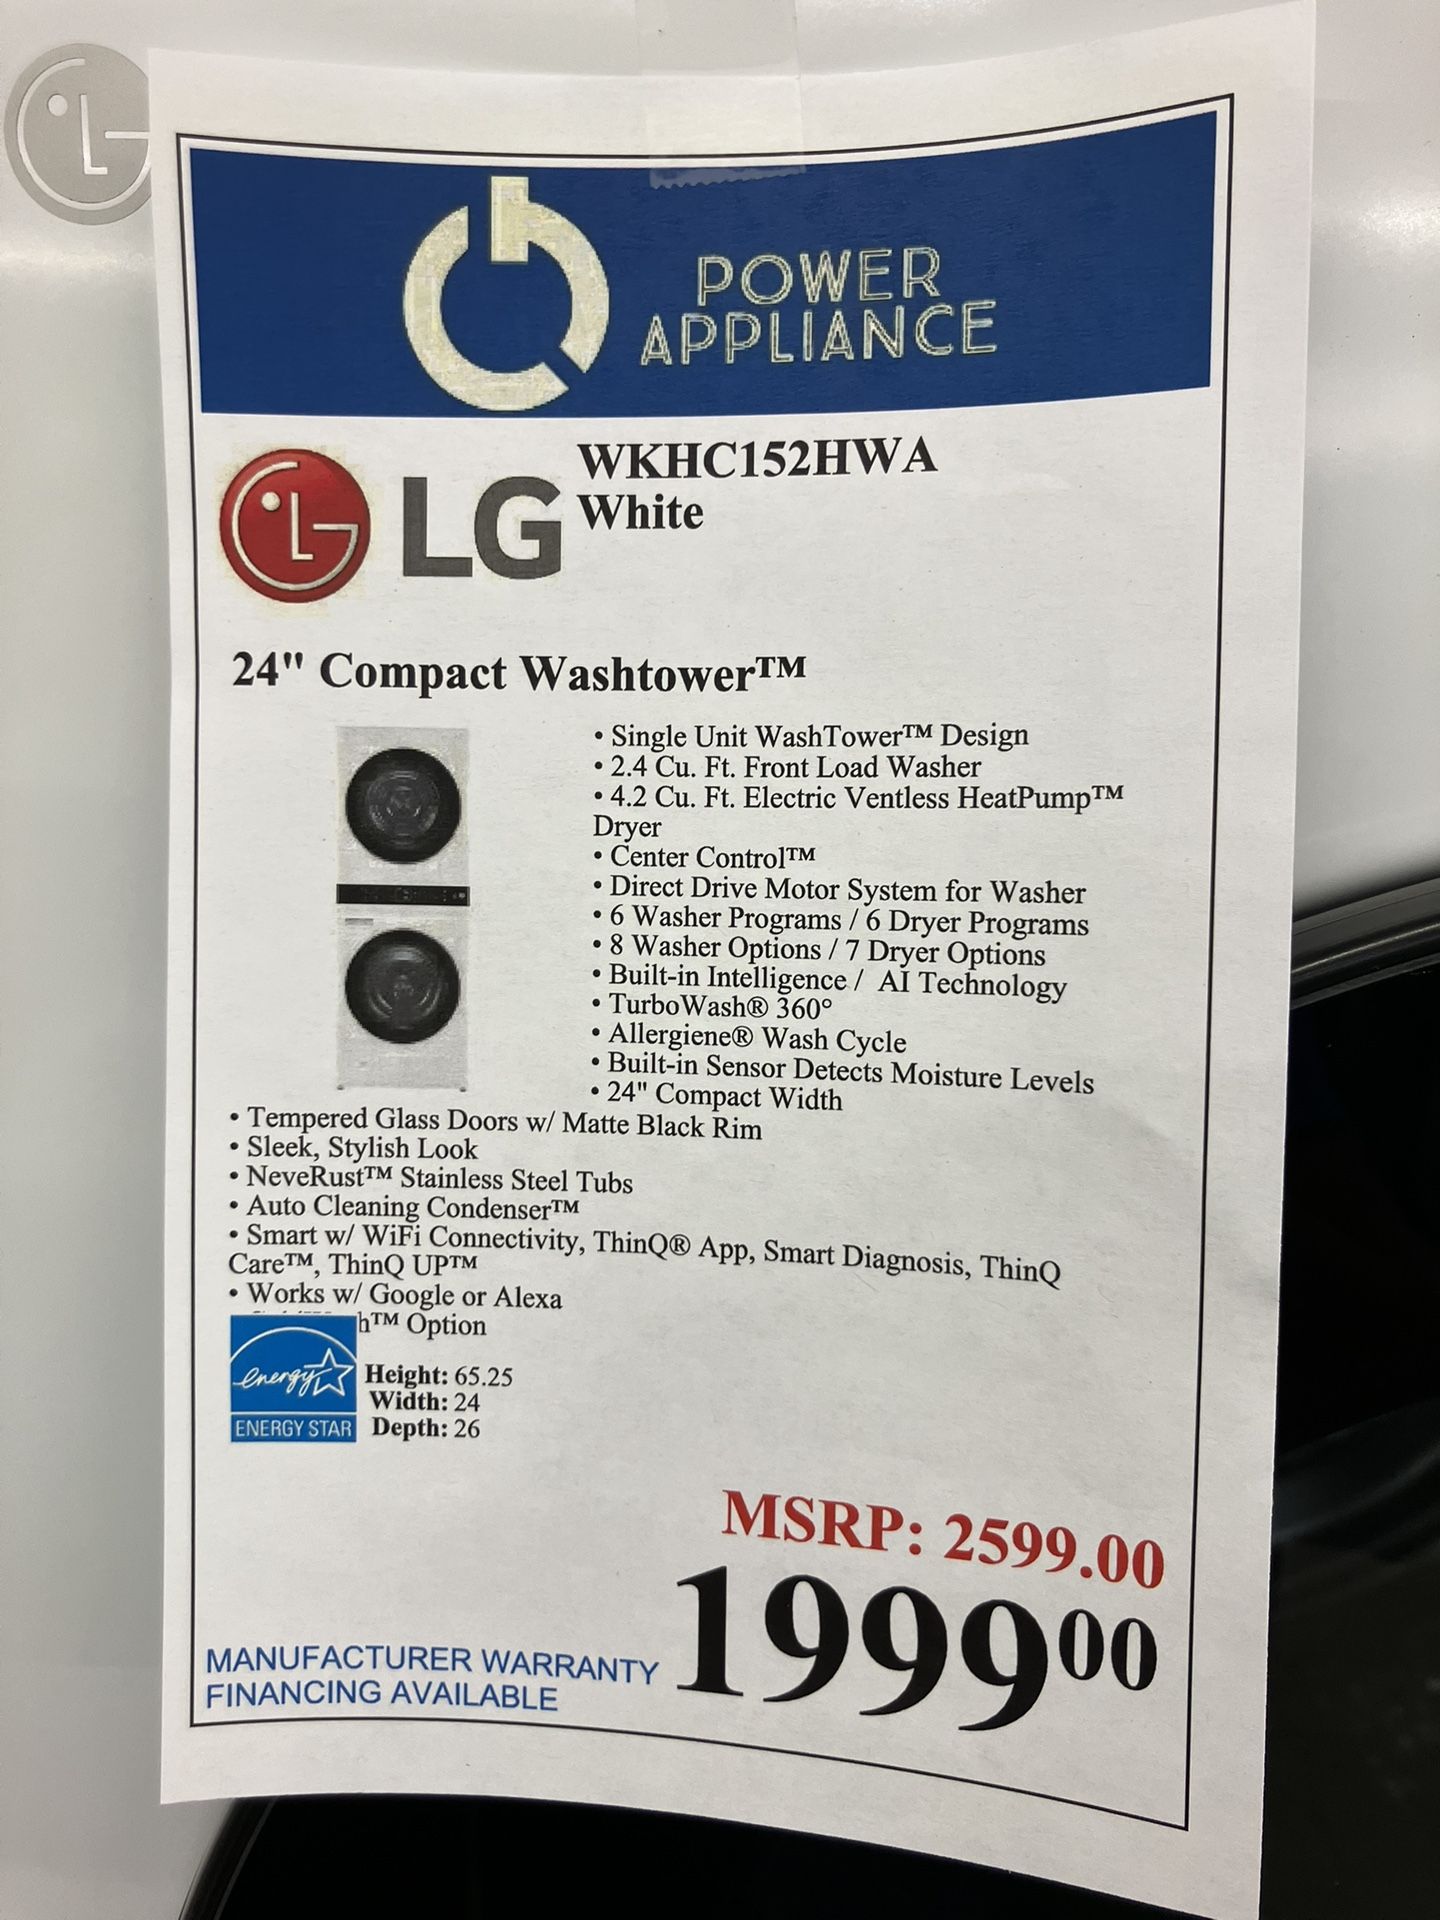 LG
POWER
APPLIANCE
LG
WKHC152HWA
White
24" Compact Washtower™
• Single Unit WashTower™ Design
• 2.4 Cu. Ft. Front Load Washer
• 4.2 Cu. Ft. Electric Ventless HeatPump™
Dryer
• Center Control™
• Direct Drive Motor System for Washer
• 6 Washer Programs / 6 Dryer Programs
• 8 Washer Options / 7 Dryer Options
• Built-in Intelligence / AI Technology
• TurboWash® 360°
• Allergiene® Wash Cycle
• Built-in Sensor Detects Moisture Levels
• 24" Compact Width
• Tempered Glass Doors w/ Matte Black Rim
• Sleek, Stylish Look
• NeveRust™ Stainless Steel Tubs
• Auto Cleaning Condenser™
• Smart w/ WiFi Connectivity, ThinQ® App, Smart Diagnosis, ThinQ
Care™, ThinQ UP™
• Works w/ Google or Alexa
h™ Option
energy
ENERGY STAR
Height: 65.25
Width: 24
Depth: 26
MSRP: 2599.00
199900
MANUFACTURER WARRANTY
FINANCING AVAILABLE